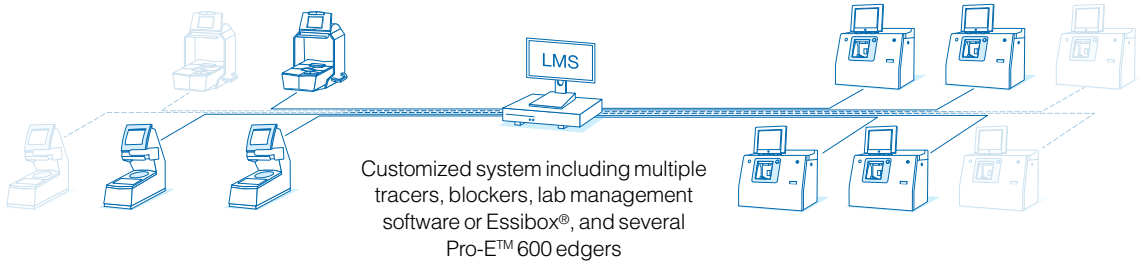 LMS
Customized system including multiple
tracers, blockers, lab management
software or Essibox®, and several
Pro-E™ 600 edgers